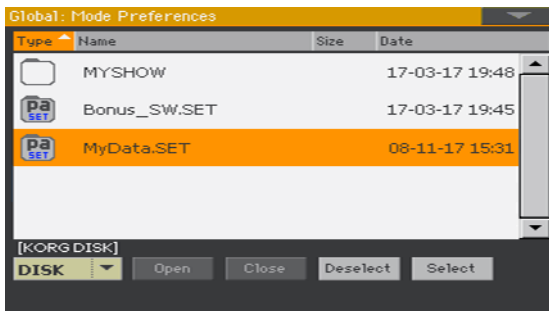 Global: Mode Preferences
Type Name Size Date
MYSHOW 17-03-17 19:48
Pa SET Bonus_SW.SET 17-03-17 19:45
Pa SET MyData.SET 08-11-17 15:31
[KORG DISK]
DISK Open Close Deselect Select